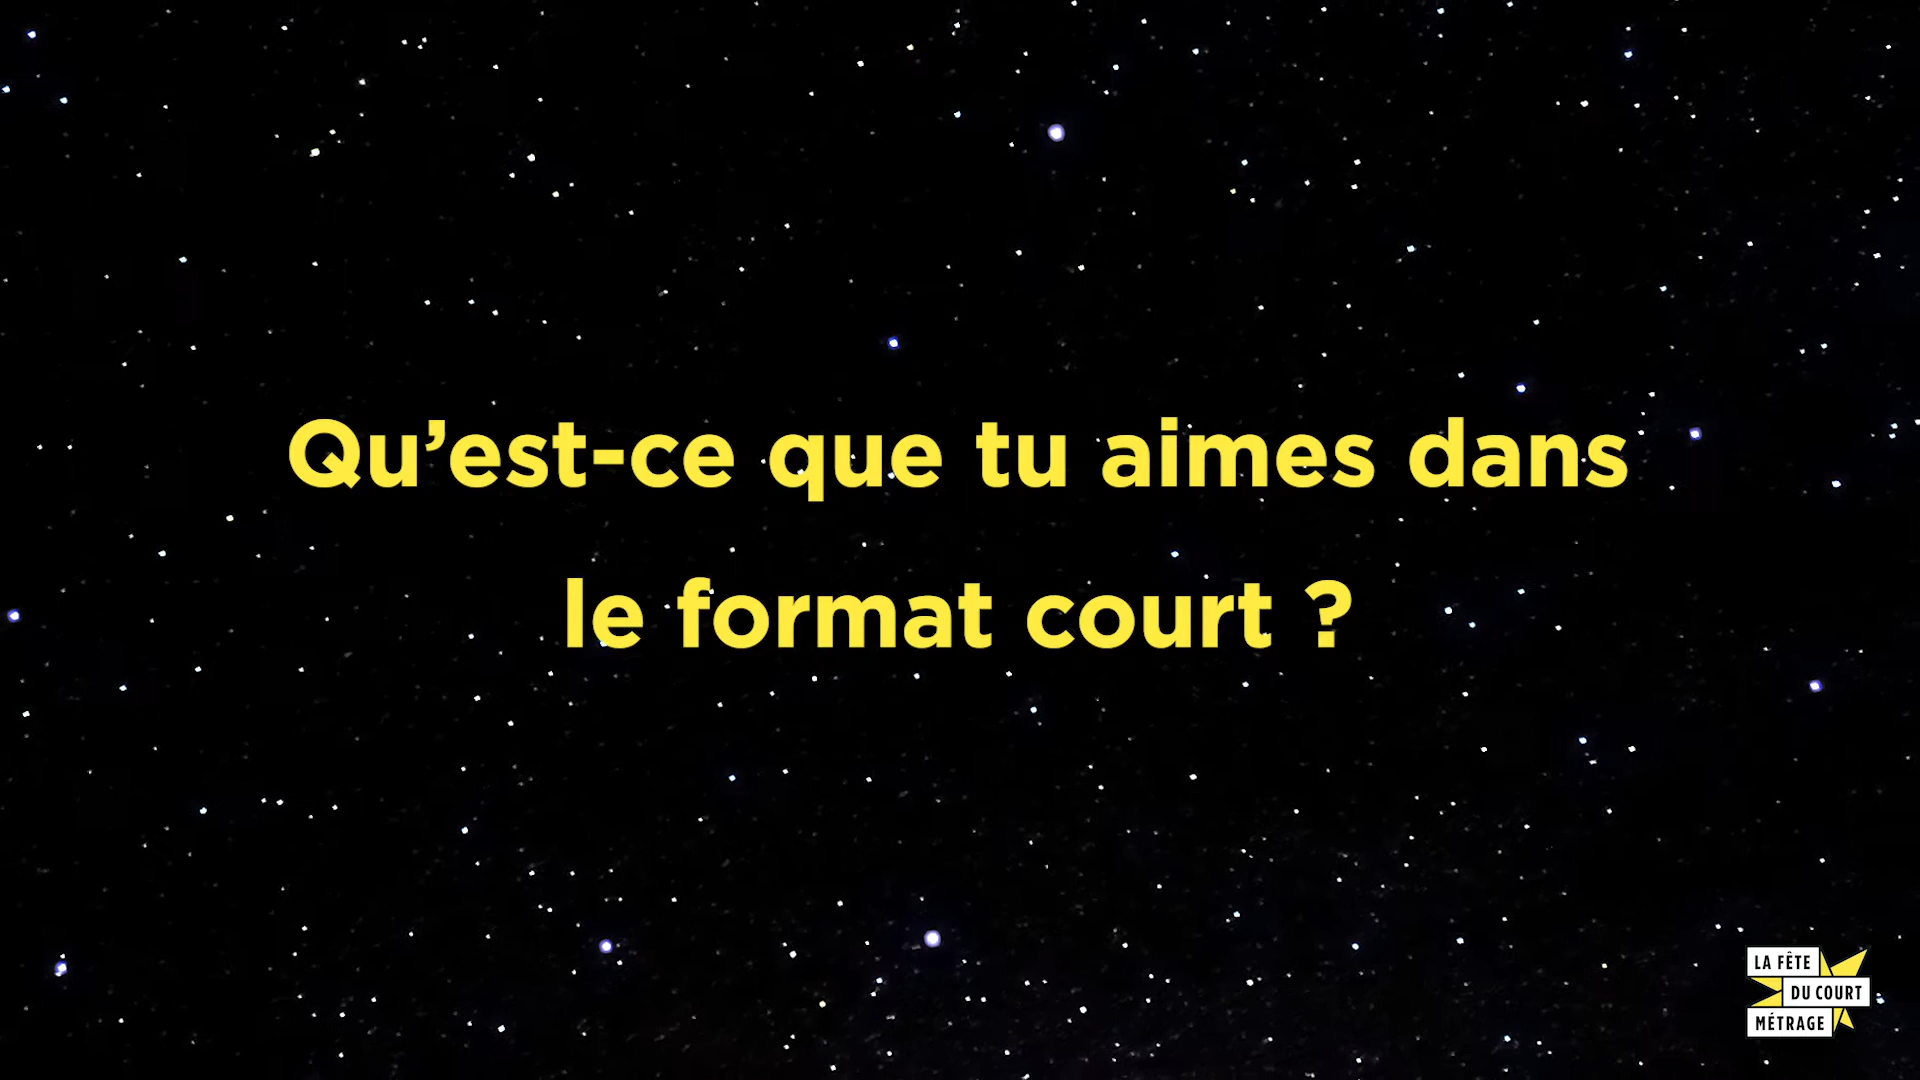 Qu’est-ce que tu aimes dans
le format court ?
LA FÊTE
DU COURT
MÉTRAGE